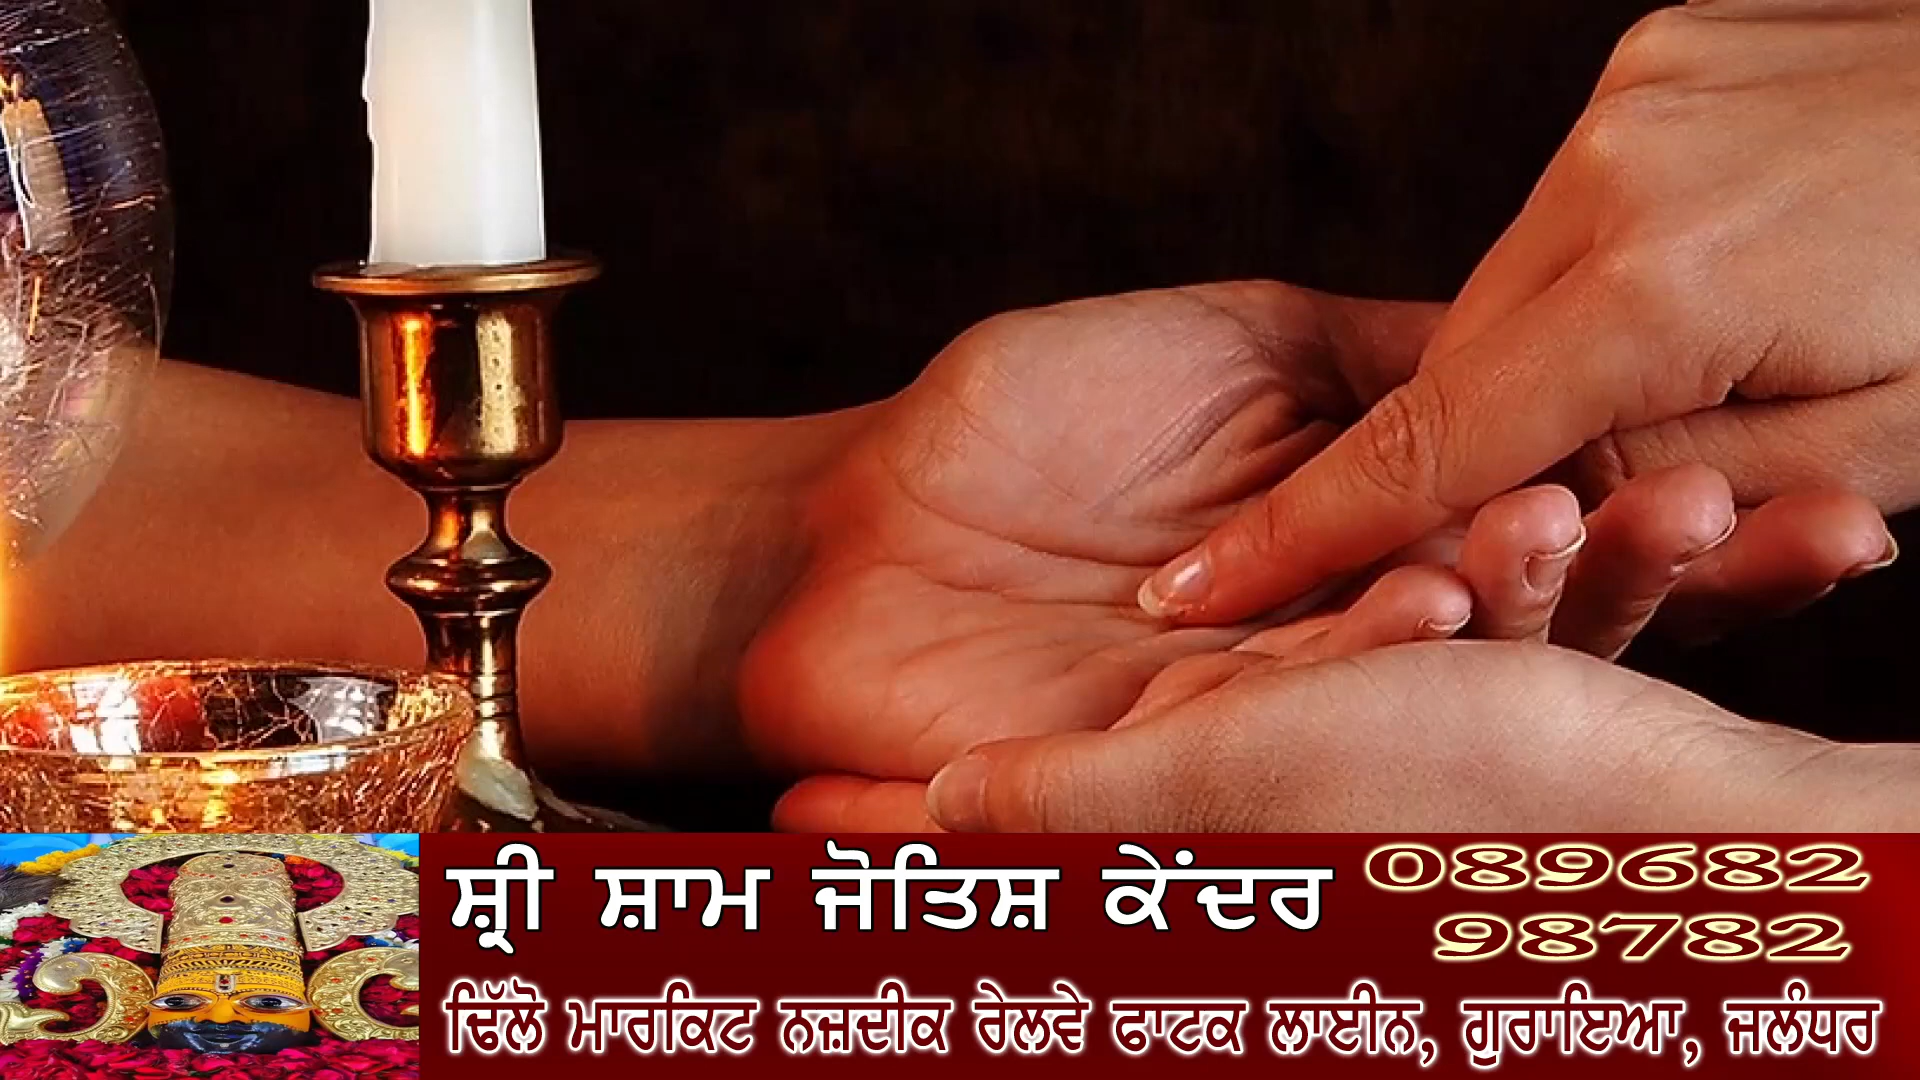 ਸ਼੍ਰੀ ਸ਼ਾਮ ਜੋਤਿਸ਼ ਕੇਂਦਰ
089682
98782
ਢਿੱਲੋ ਮਾਰਕਿਟ ਨਜ਼ਦੀਕ ਰੇਲਵੇ ਫਾਟਕ ਲਾਈਨ, ਗੁਰਾਇਆ, ਜਲੰਧਰ